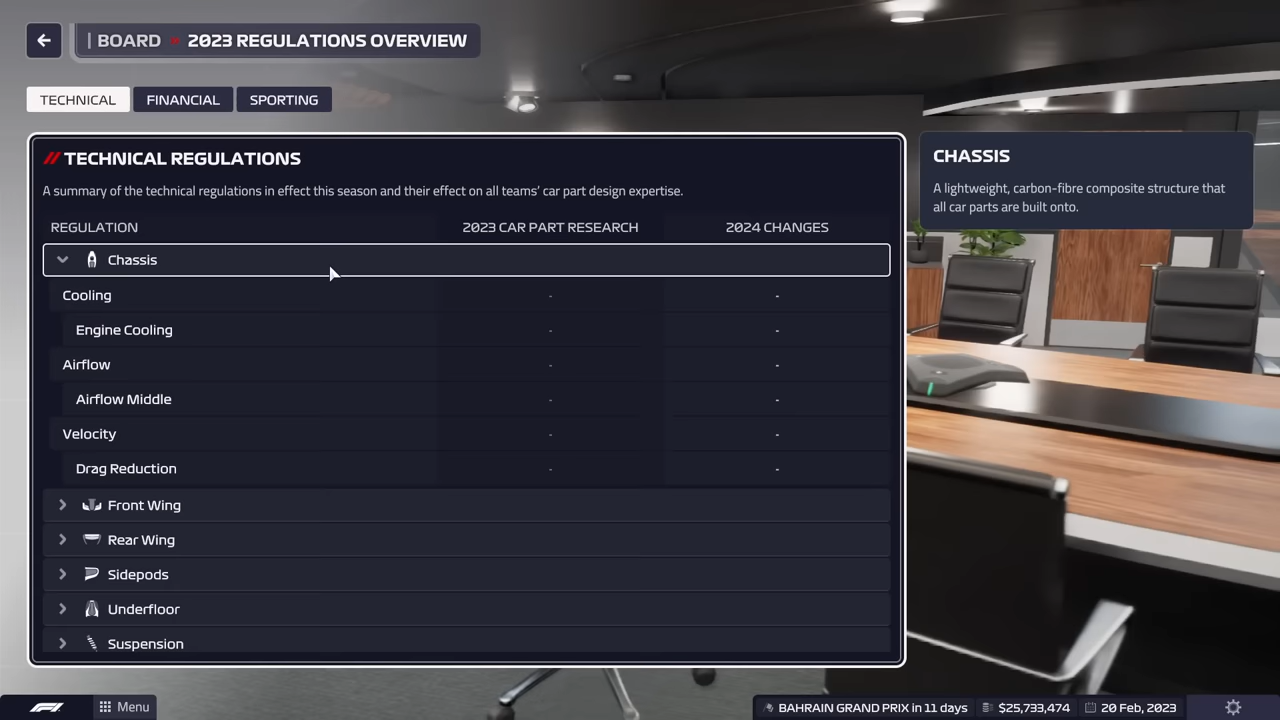 BOARD 2023 REGULATIONS OVERVIEW
TECHNICAL FINANCIAL SPORTING
TECHNICAL REGULATIONS
A summary of the technical regulations in effect this season and their effect on all teams' car part design expertise.
REGULATION 2023 CAR PART RESEARCH 2024 CHANGES
Chassis
Cooling - -
Engine Cooling - -
Airflow - -
Airflow Middle - -
Velocity - -
Drag Reduction - -
Front Wing
Rear Wing
Sidepods
Underfloor
Suspension
CHASSIS
A lightweight, carbon-fibre composite structure that
all car parts are built onto.
F1 Menu BAHRAIN GRAND PRIX in 11 days $25,733,474 20 Feb, 2023